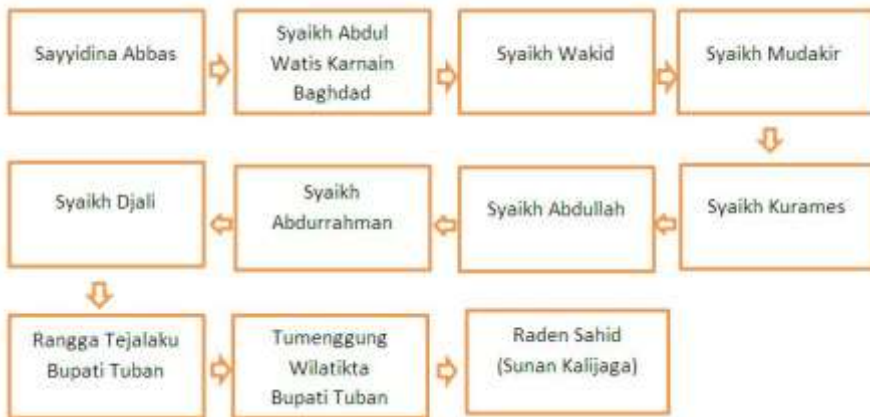 Sayyidina Abbas
Syaikh Abdul
Watis Karnain
Baghdad
Syaikh Wakid
Syaikh Mudakir
Syaikh Kurames
Syaikh Abdullah
Syaikh
Abdurrahman
Syaikh Djali
Rangga Tejalaku
Bupati Tuban
Tumenggung
Wilatikta
Bupati Tuban
Raden Sahid
(Sunan Kalijaga)